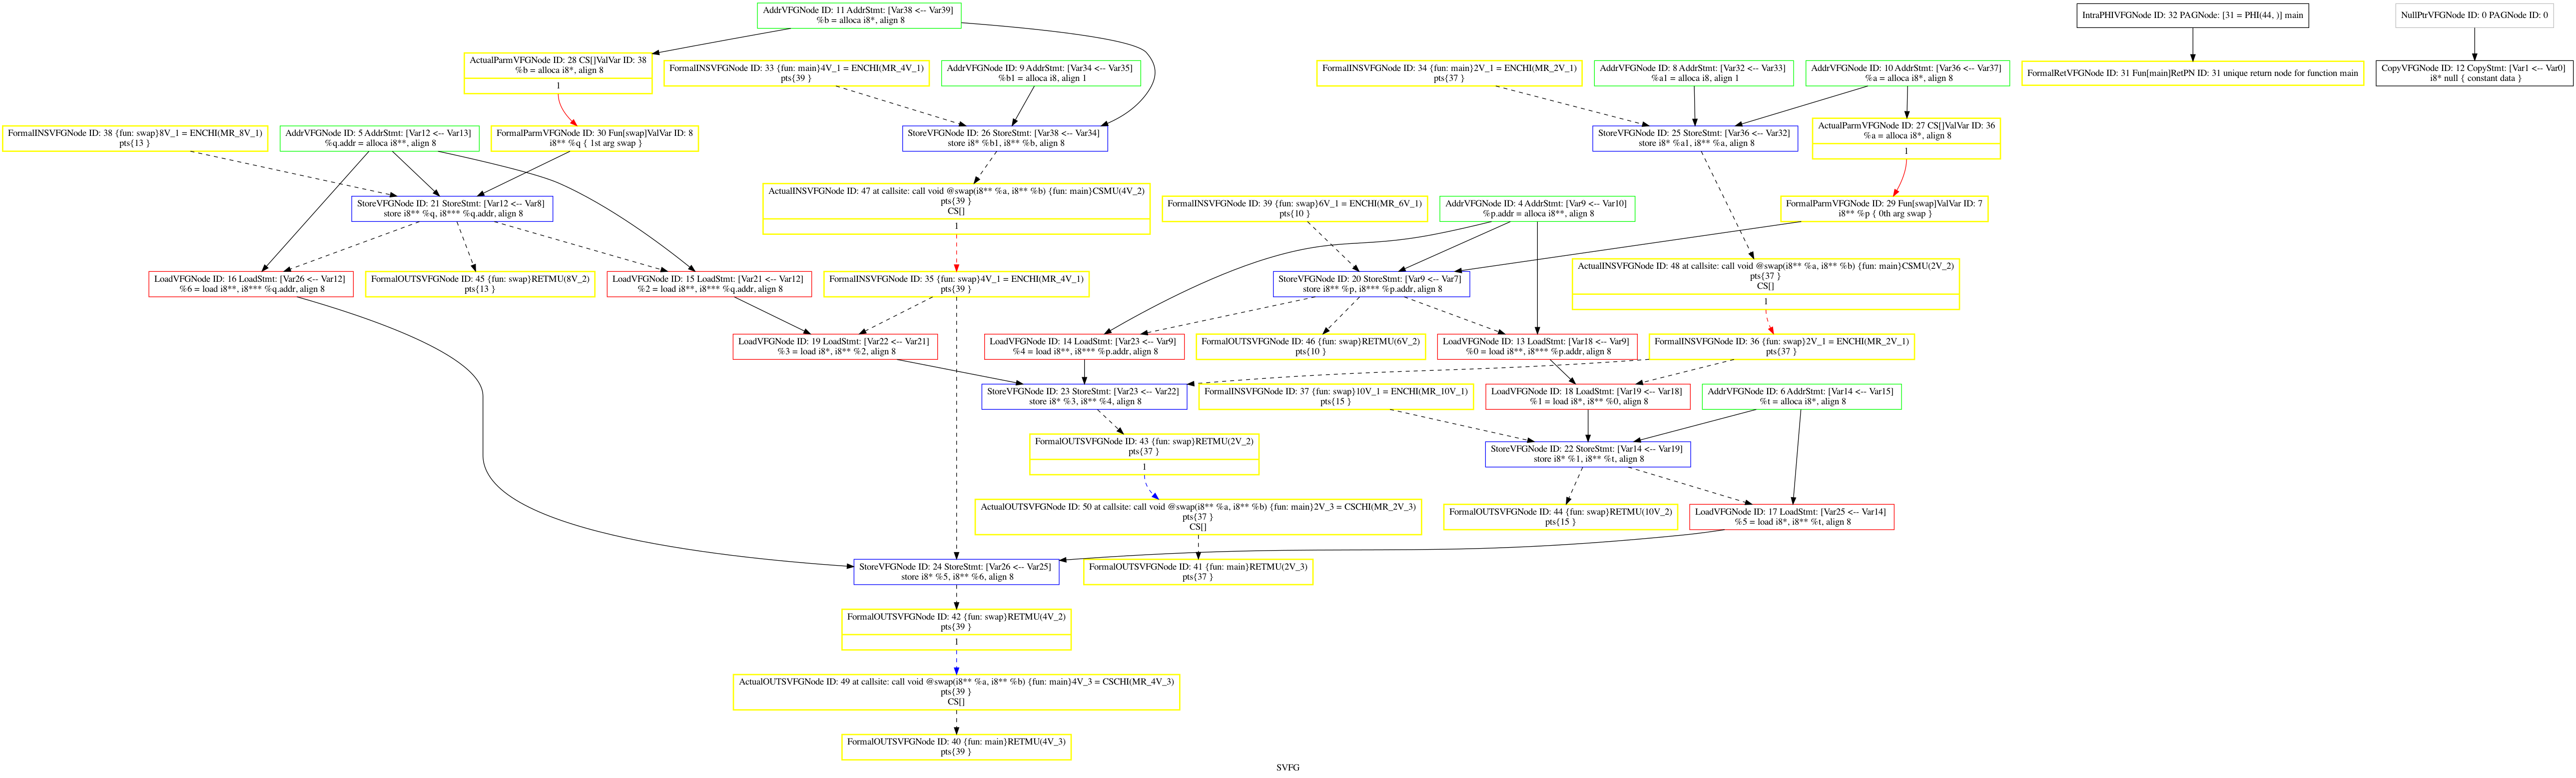 AddrVFGNode ID: 11 AddrStmt: [Var38 <-- Var39]
%b = alloca i8*, align 8
IntraPHIVFGNode ID: 32 PAGNode: [31 = PHI(44, )] main
NullPtrVFGNode ID: 0 PAGNode ID: 0
ActualParmVFGNode ID: 28 CS[]ValVar ID: 38
%b = alloca i8*, align 8
1
FormalINSVFGNode ID: 33 {fun: main}4V_1 = ENCHI(MR_4V_1)
pts{39 }
AddrVFGNode ID: 9 AddrStmt: [Var34 <-- Var35]
%b1 = alloca i8, align 1
FormalINSVFGNode ID: 34 {fun: main}2V_1 = ENCHI(MR_2V_1)
pts{37 }
AddrVFGNode ID: 8 AddrStmt: [Var32 <-- Var33]
%a1 = alloca i8, align 1
AddrVFGNode ID: 10 AddrStmt: [Var36 <-- Var37]
%a = alloca i8*, align 8
FormalRetVFGNode ID: 31 Fun[main]RetPN ID: 31 unique return node for function main
CopyVFGNode ID: 12 CopyStmt: [Var1 <-- Var0]
i8* null { constant data }
FormalINSVFGNode ID: 38 {fun: swap}8V_1 = ENCHI(MR_8V_1)
pts{13 }
AddrVFGNode ID: 5 AddrStmt: [Var12 <-- Var13]
%q.addr = alloca i8**, align 8
FormalParmVFGNode ID: 30 Fun[swap]ValVar ID: 8
i8** %q { 1st arg swap }
StoreVFGNode ID: 26 StoreStmt: [Var38 <-- Var34]
store i8* %b1, i8** %b, align 8
StoreVFGNode ID: 25 StoreStmt: [Var36 <-- Var32]
store i8* %a1, i8** %a, align 8
ActualParmVFGNode ID: 27 CS[]ValVar ID: 36
%a = alloca i8*, align 8
1
StoreVFGNode ID: 21 StoreStmt: [Var12 <-- Var8]
store i8** %q, i8*** %q.addr, align 8
ActualINSVFGNode ID: 47 at callsite: call void @swap(i8** %a, i8** %b) {fun: main}CSMU(4V_2)
pts{39 }
CS[]
1
FormalINSVFGNode ID: 39 {fun: swap}6V_1 = ENCHI(MR_6V_1)
pts{10 }
AddrVFGNode ID: 4 AddrStmt: [Var9 <-- Var10]
%p.addr = alloca i8**, align 8
FormalParmVFGNode ID: 29 Fun[swap]ValVar ID: 7
i8** %p { 0th arg swap }
LoadVFGNode ID: 16 LoadStmt: [Var26 <-- Var12]
%6 = load i8**, i8*** %q.addr, align 8
FormalOUTSVFGNode ID: 45 {fun: swap}RETMU(8V_2)
pts{13 }
LoadVFGNode ID: 15 LoadStmt: [Var21 <-- Var12]
%2 = load i8**, i8*** %q.addr, align 8
FormalINSVFGNode ID: 35 {fun: swap}4V_1 = ENCHI(MR_4V_1)
pts{39 }
StoreVFGNode ID: 20 StoreStmt: [Var9 <-- Var7]
store i8** %p, i8*** %p.addr, align 8
ActualINSVFGNode ID: 48 at callsite: call void @swap(i8** %a, i8** %b) {fun: main}CSMU(2V_2)
pts{37 }
CS[]
1
LoadVFGNode ID: 19 LoadStmt: [Var22 <-- Var21]
%3 = load i8*, i8** %2, align 8
LoadVFGNode ID: 14 LoadStmt: [Var23 <-- Var9]
%4 = load i8**, i8*** %p.addr, align 8
FormalOUTSVFGNode ID: 46 {fun: swap}RETMU(6V_2)
pts{10 }
LoadVFGNode ID: 13 LoadStmt: [Var18 <-- Var9]
%0 = load i8**, i8*** %p.addr, align 8
FormalINSVFGNode ID: 36 {fun: swap}2V_1 = ENCHI(MR_2V_1)
pts{37 }
StoreVFGNode ID: 23 StoreStmt: [Var23 <-- Var22]
store i8* %3, i8** %4, align 8
FormalINSVFGNode ID: 37 {fun: swap}10V_1 = ENCHI(MR_10V_1)
pts{15 }
LoadVFGNode ID: 18 LoadStmt: [Var19 <-- Var18]
%1 = load i8*, i8** %0, align 8
AddrVFGNode ID: 6 AddrStmt: [Var14 <-- Var15]
%t = alloca i8*, align 8
FormalOUTSVFGNode ID: 43 {fun: swap}RETMU(2V_2)
pts{37 }
1
StoreVFGNode ID: 22 StoreStmt: [Var14 <-- Var19]
store i8* %1, i8** %t, align 8
ActualOUTSVFGNode ID: 50 at callsite: call void @swap(i8** %a, i8** %b) {fun: main}2V_3 = CSCHI(MR_2V_3)
pts{37 }
CS[]
FormalOUTSVFGNode ID: 44 {fun: swap}RETMU(10V_2)
pts{15 }
LoadVFGNode ID: 17 LoadStmt: [Var25 <-- Var14]
%5 = load i8*, i8** %t, align 8
StoreVFGNode ID: 24 StoreStmt: [Var26 <-- Var25]
store i8* %5, i8** %6, align 8
FormalOUTSVFGNode ID: 41 {fun: main}RETMU(2V_3)
pts{37 }
FormalOUTSVFGNode ID: 42 {fun: swap}RETMU(4V_2)
pts{39 }
1
ActualOUTSVFGNode ID: 49 at callsite: call void @swap(i8** %a, i8** %b) {fun: main}4V_3 = CSCHI(MR_4V_3)
pts{39 }
CS[]
FormalOUTSVFGNode ID: 40 {fun: main}RETMU(4V_3)
pts{39 }
SVFG